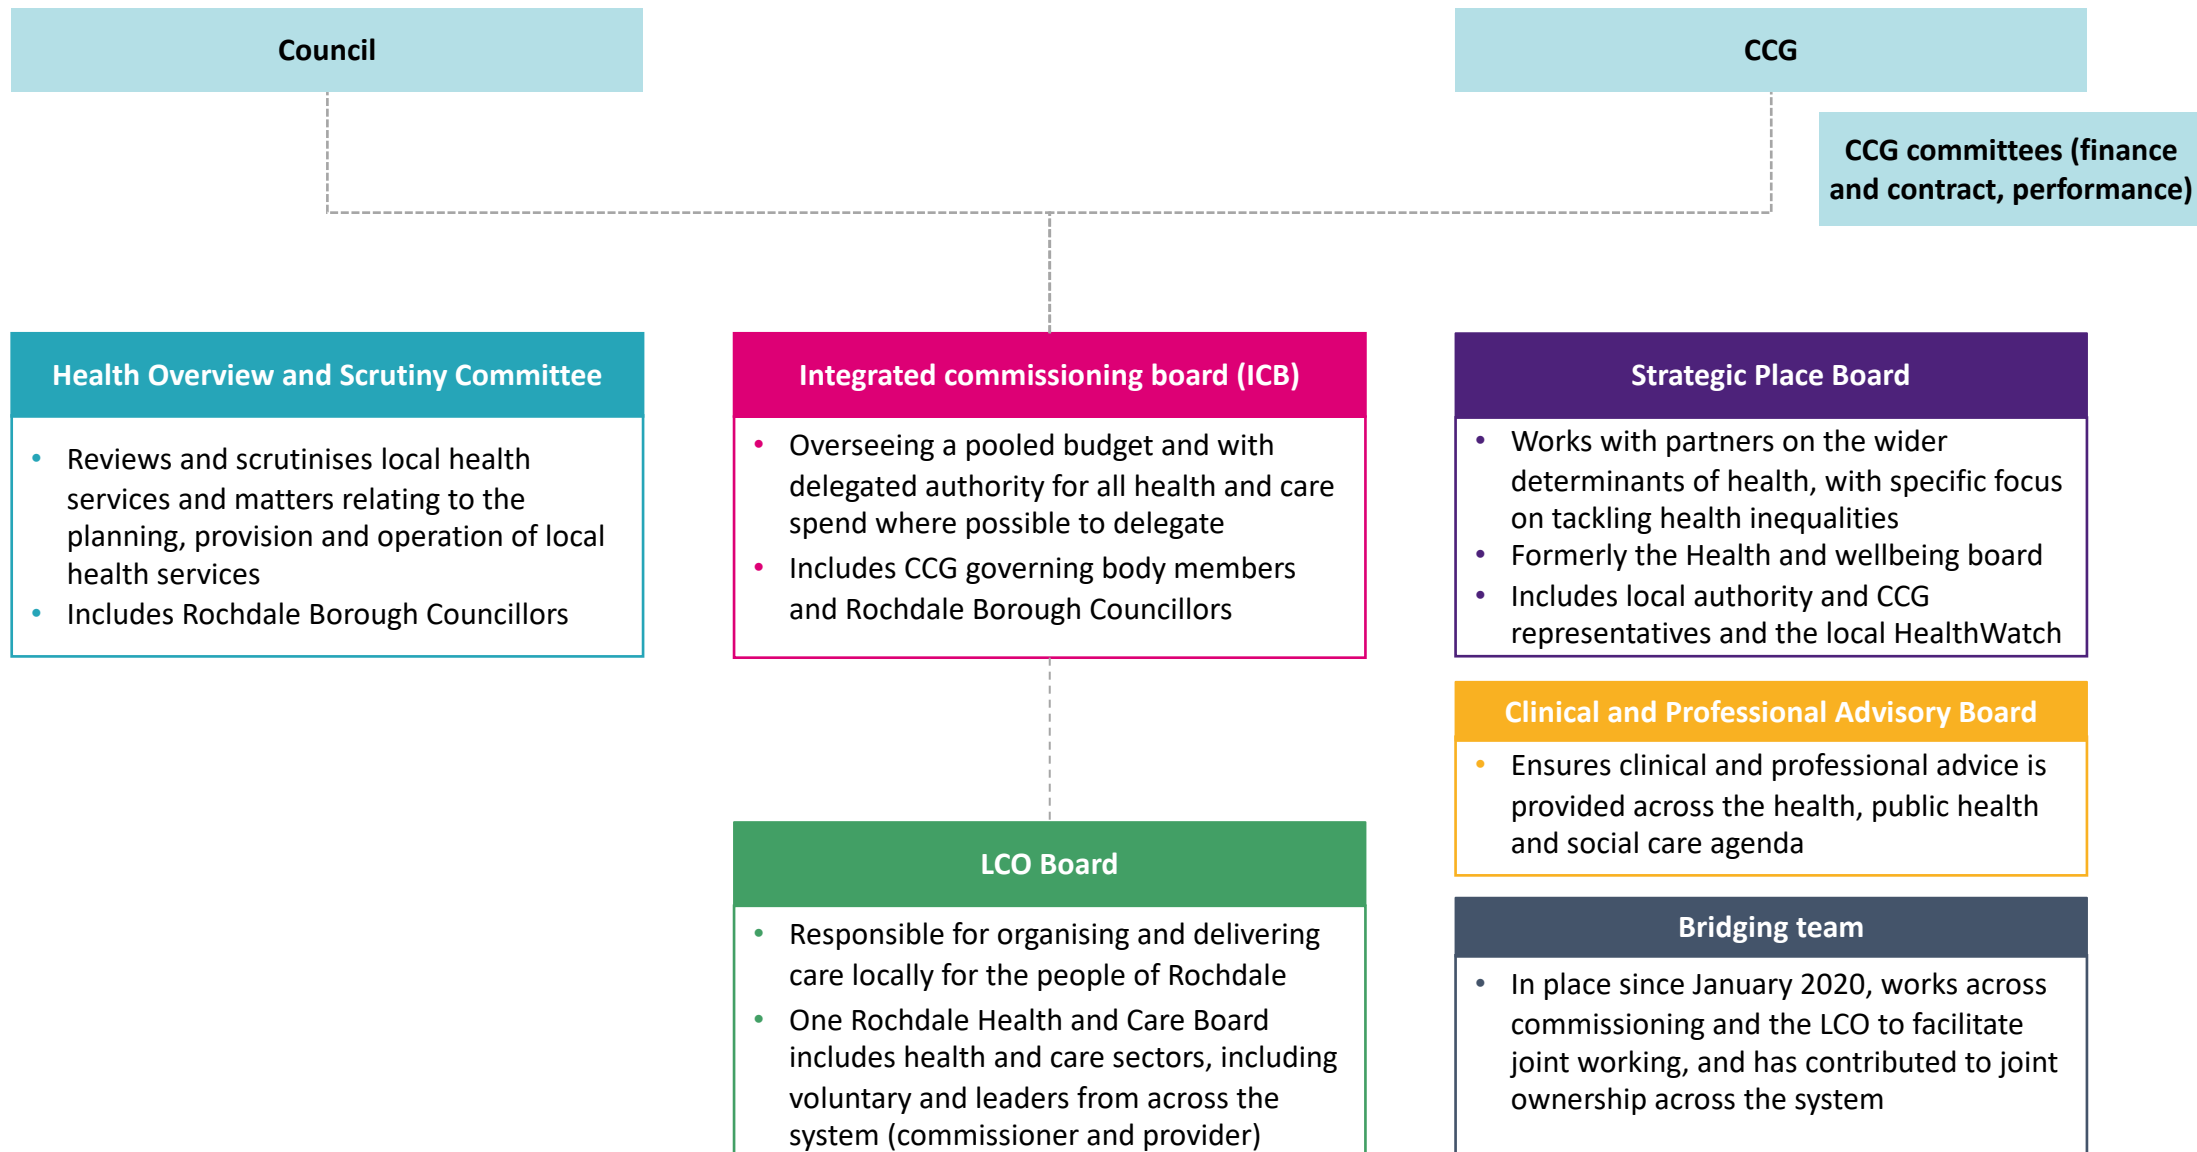 Council
CCG
CCG committees (finance
and contract, performance)
Health Overview and Scrutiny Committee
• Reviews and scrutinises local health
services and matters relating to the
planning, provision and operation of local
health services
• Includes Rochdale Borough Councillors
Integrated commissioning board (ICB)
• Overseeing a pooled budget and with
delegated authority for all health and care
spend where possible to delegate
• Includes CCG governing body members
and Rochdale Borough Councillors
Strategic Place Board
• Works with partners on the wider
determinants of health, with specific focus
on tackling health inequalities
• Formerly the Health and wellbeing board
• Includes local authority and CCG
representatives and the local HealthWatch
Clinical and Professional Advisory Board
• Ensures clinical and professional advice is
provided across the health, public health
and social care agenda
LCO Board
• Responsible for organising and delivering
care locally for the people of Rochdale
• One Rochdale Health and Care Board
includes health and care sectors, including
voluntary and leaders from across the
system (commissioner and provider)
Bridging team
• In place since January 2020, works across
commissioning and the LCO to facilitate
joint working, and has contributed to joint
ownership across the system